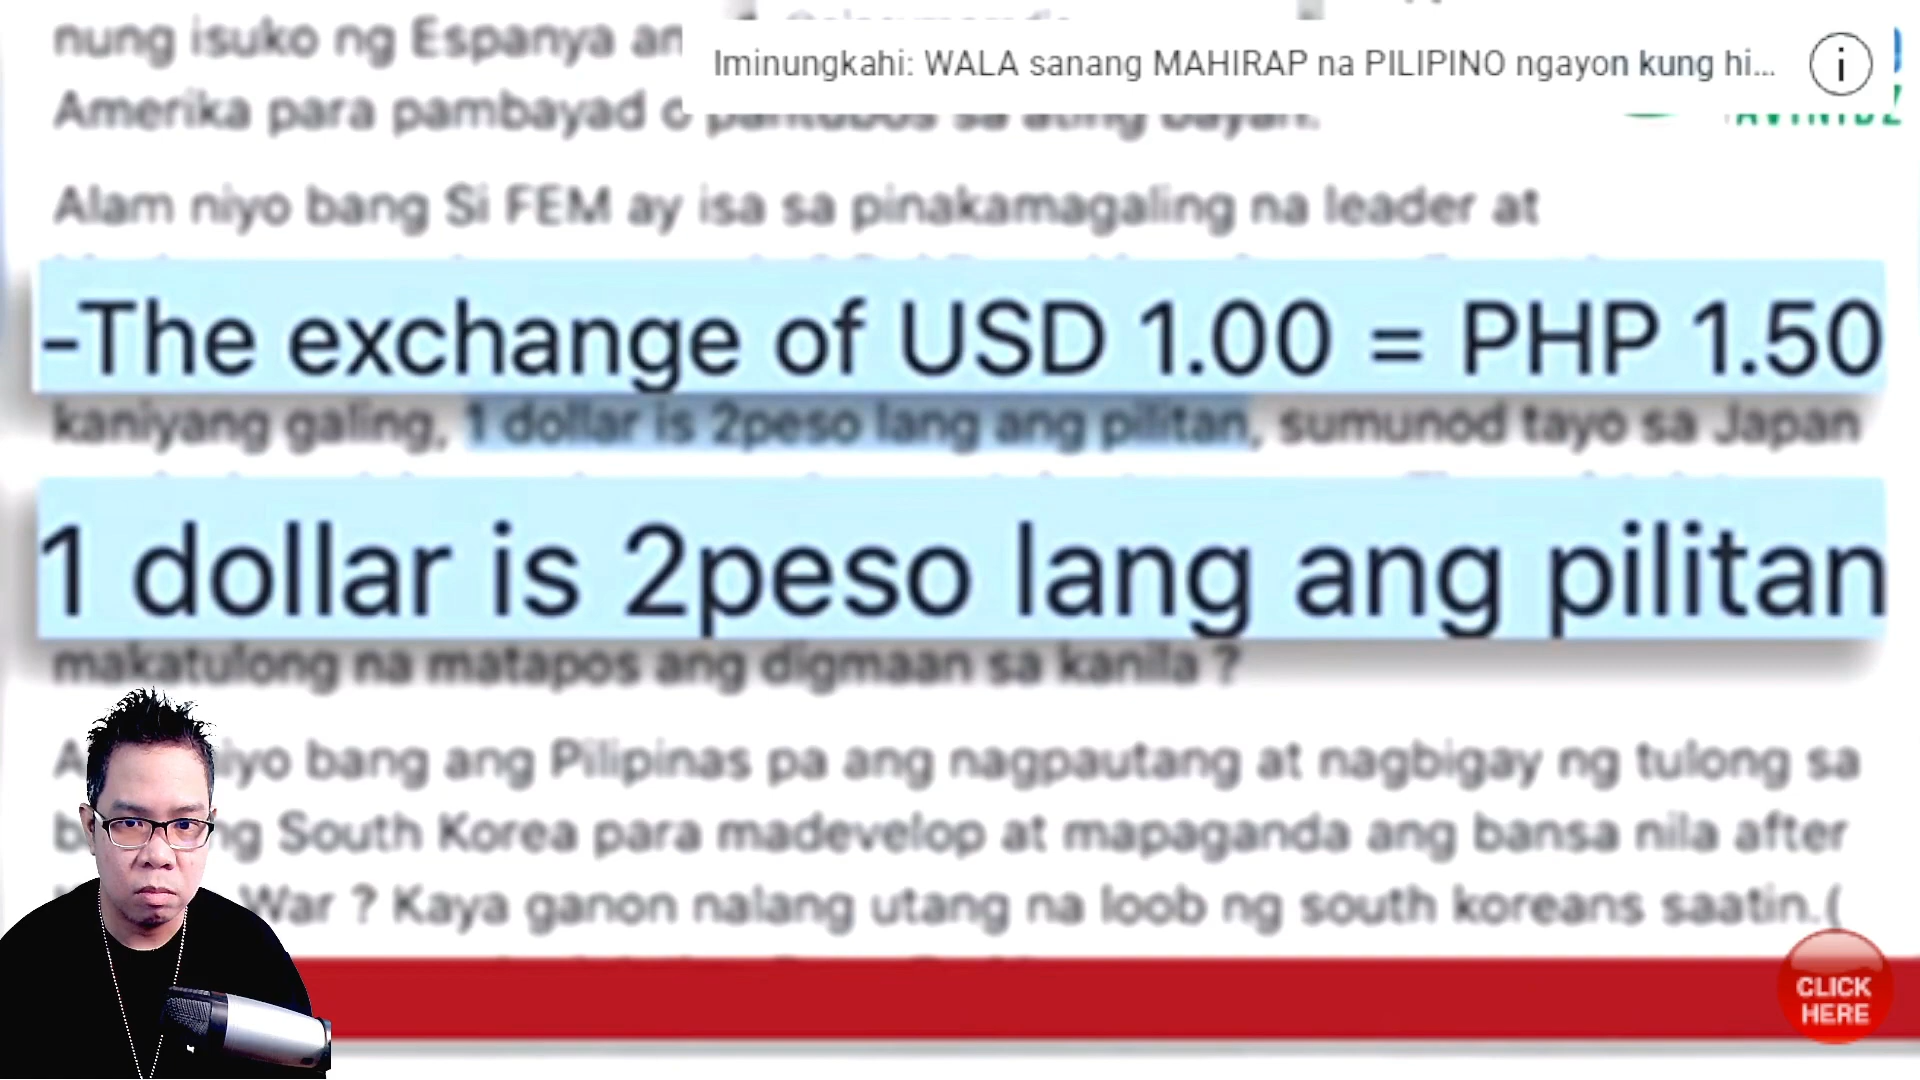 nung isuko ng Espanya an
Iminungkahi: WALA sanang MAHIRAP na PILIPINO ngayon kung hi...
Amerika para pambayad o pantubos sa ating bayan.
Alam niyo bang Si FEM ay isa sa pinakamagaling na leader at
-The exchange of USD 1.00 = PHP 1.50
kaniyang galing, 1 dollar is 2peso lang ang pilitan, sumunod tayo sa Japan
1 dollar is 2peso lang ang pilitan
makatulong na matapos ang digmaan sa kanila ?
niyo bang ang Pilipinas pa ang nagpautang at nagbigay ng tulong sa
ng South Korea para madevelop at mapaganda ang bansa nila after
War ? Kaya ganon nalang utang na loob ng south koreans saatin.(
CLICK
HERE